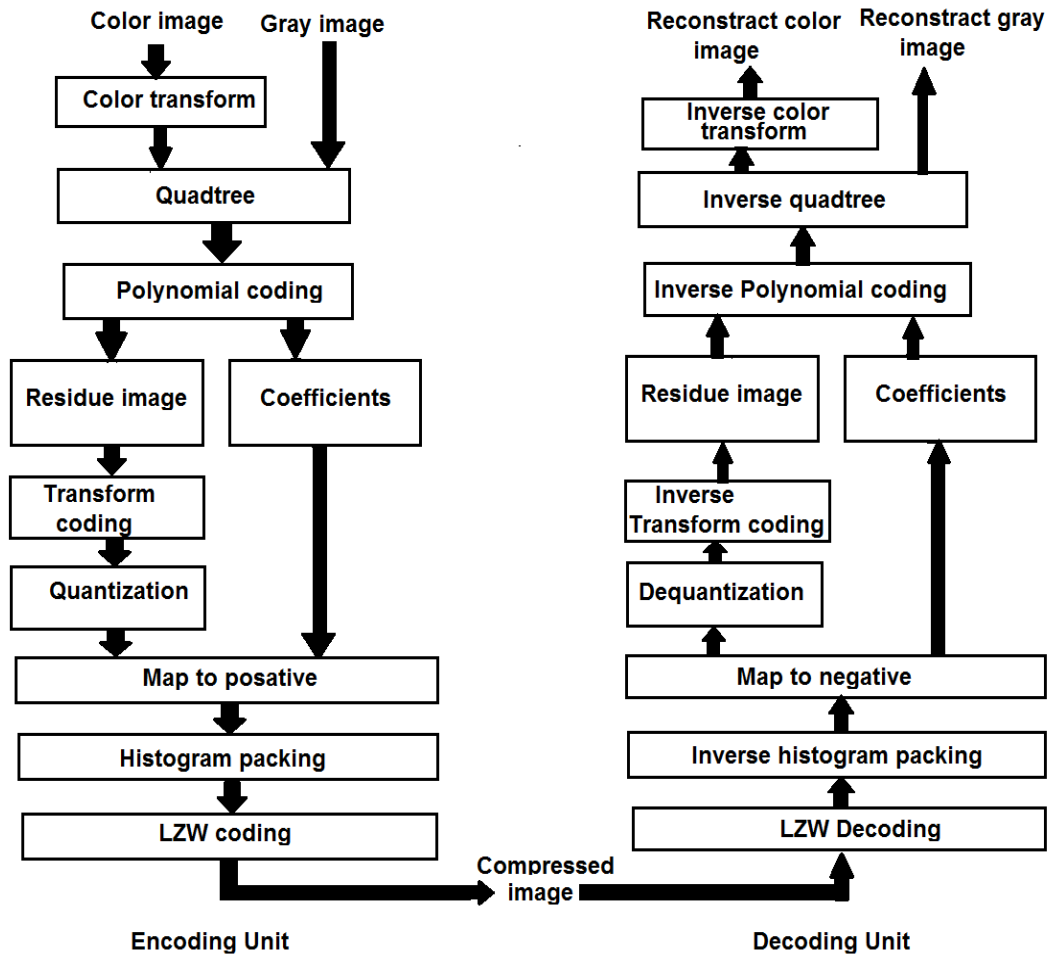 Color image
Gray image
Color transform
Quadtree
Polynomial coding
Residue image
Coefficients
Transform
coding
Quantization
Map to posative
Histogram packing
LZW coding
Encoding Unit
Compressed
image
Reconstract color
image
Reconstract gray
image
Inverse color
transform
Inverse quadtree
Inverse Polynomial coding
Residue image
Coefficients
Inverse
Transform coding
Dequantization
Map to negative
Inverse histogram packing
LZW Decoding
Decoding Unit